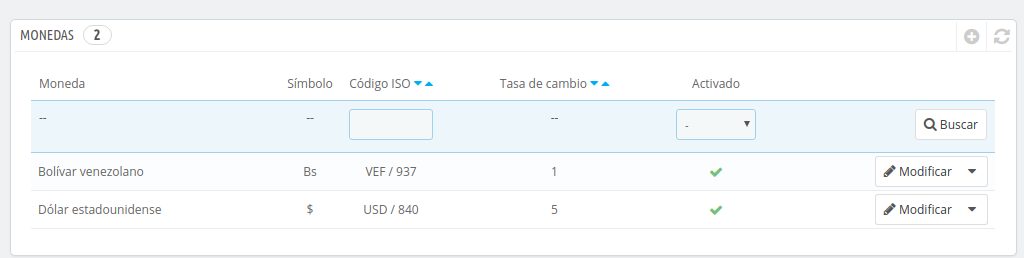 MONEDAS 2
Moneda Símbolo Código ISO Tasa de cambio Activado
-- -- -- - Buscar
Bolívar venezolano Bs VEF / 937 1 Modificar
Dólar estadounidense $ USD / 840 5 Modificar